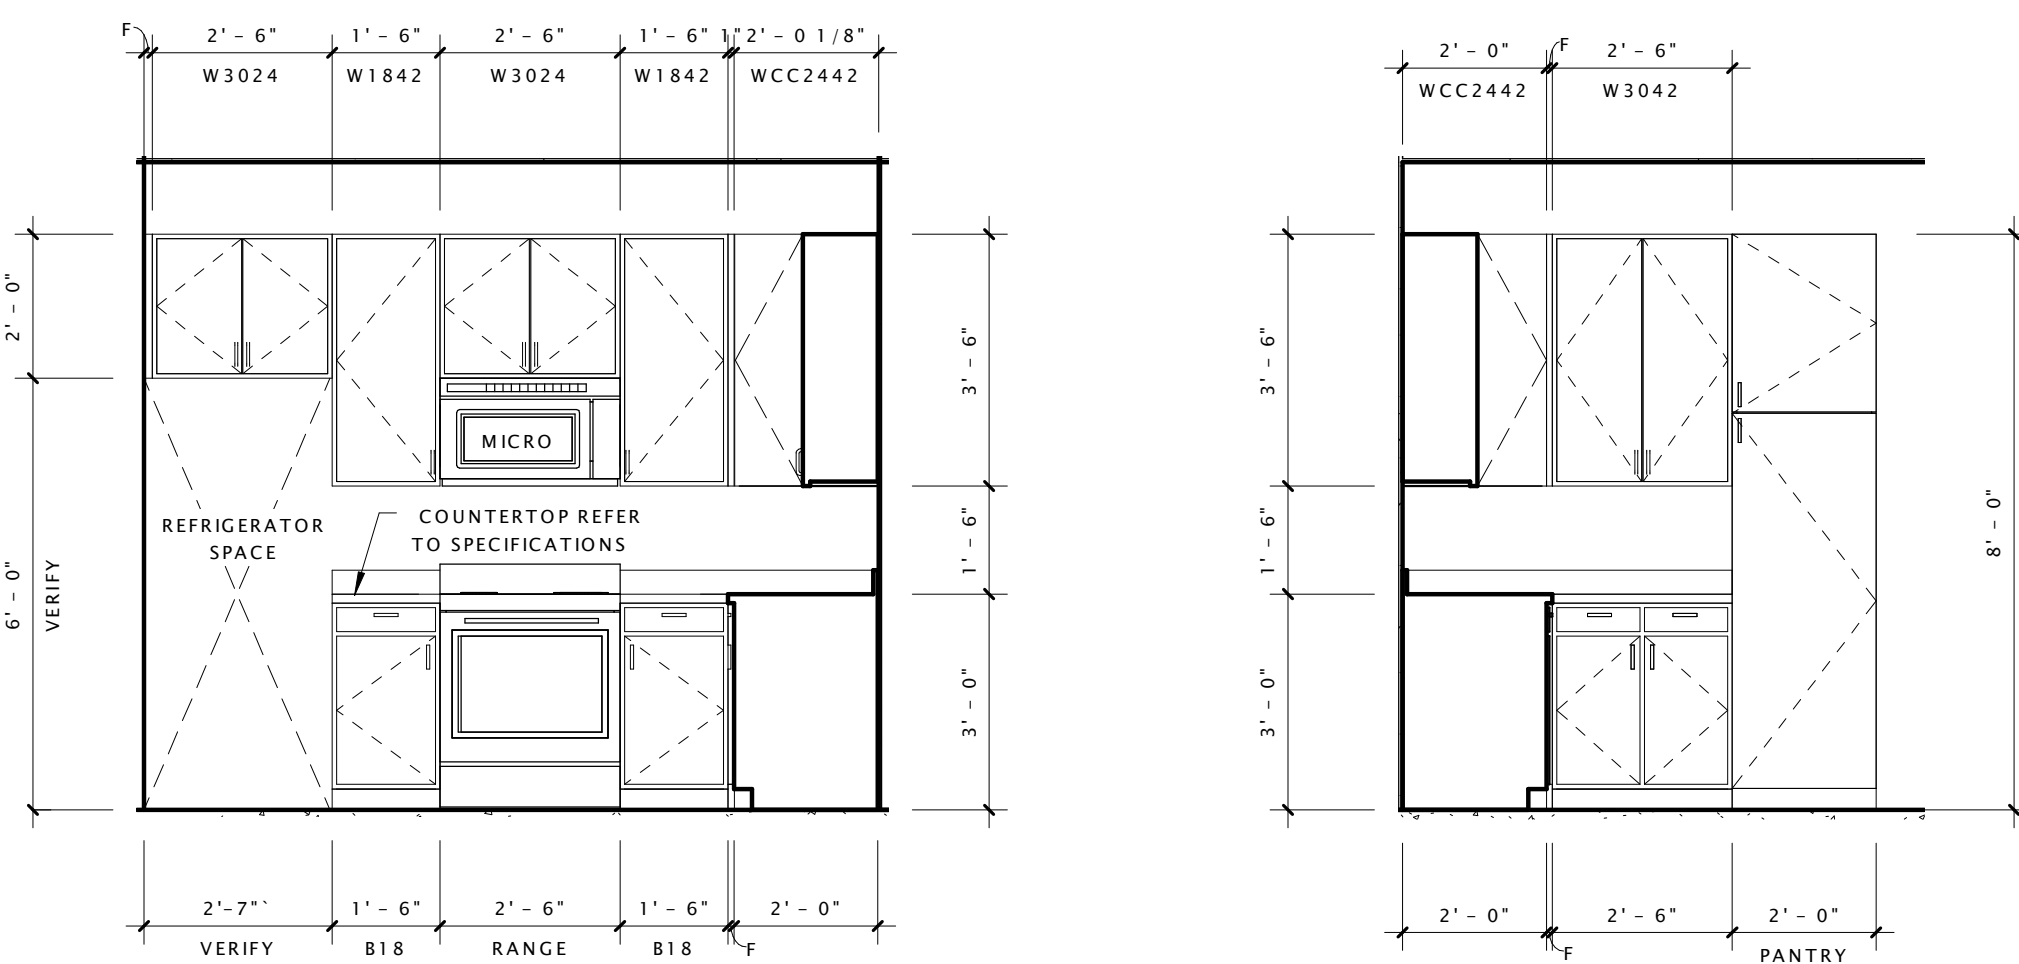 F
2' - 6" 1' - 6" 2' - 6" 1' - 6" 1" 2' - 0 1/8"
W3024 W1842 W3024 W1842 WCC2442
2' - 0"
6' - 0"
VERIFY
MICRO
REFRIGERATOR
SPACE
COUNTERTOP REFER
TO SPECIFICATIONS
3' - 6"
1' - 6"
3' - 0"
2'-7"` 1' - 6" 2' - 6" 1' - 6" 2' - 0"
VERIFY B18 RANGE B18 F
2' - 0" F 2' - 6"
WCC2442 W3042
3' - 6"
1' - 6"
3' - 0"
8' - 0"
2' - 0" 2' - 6" 2' - 0"
F PANTRY